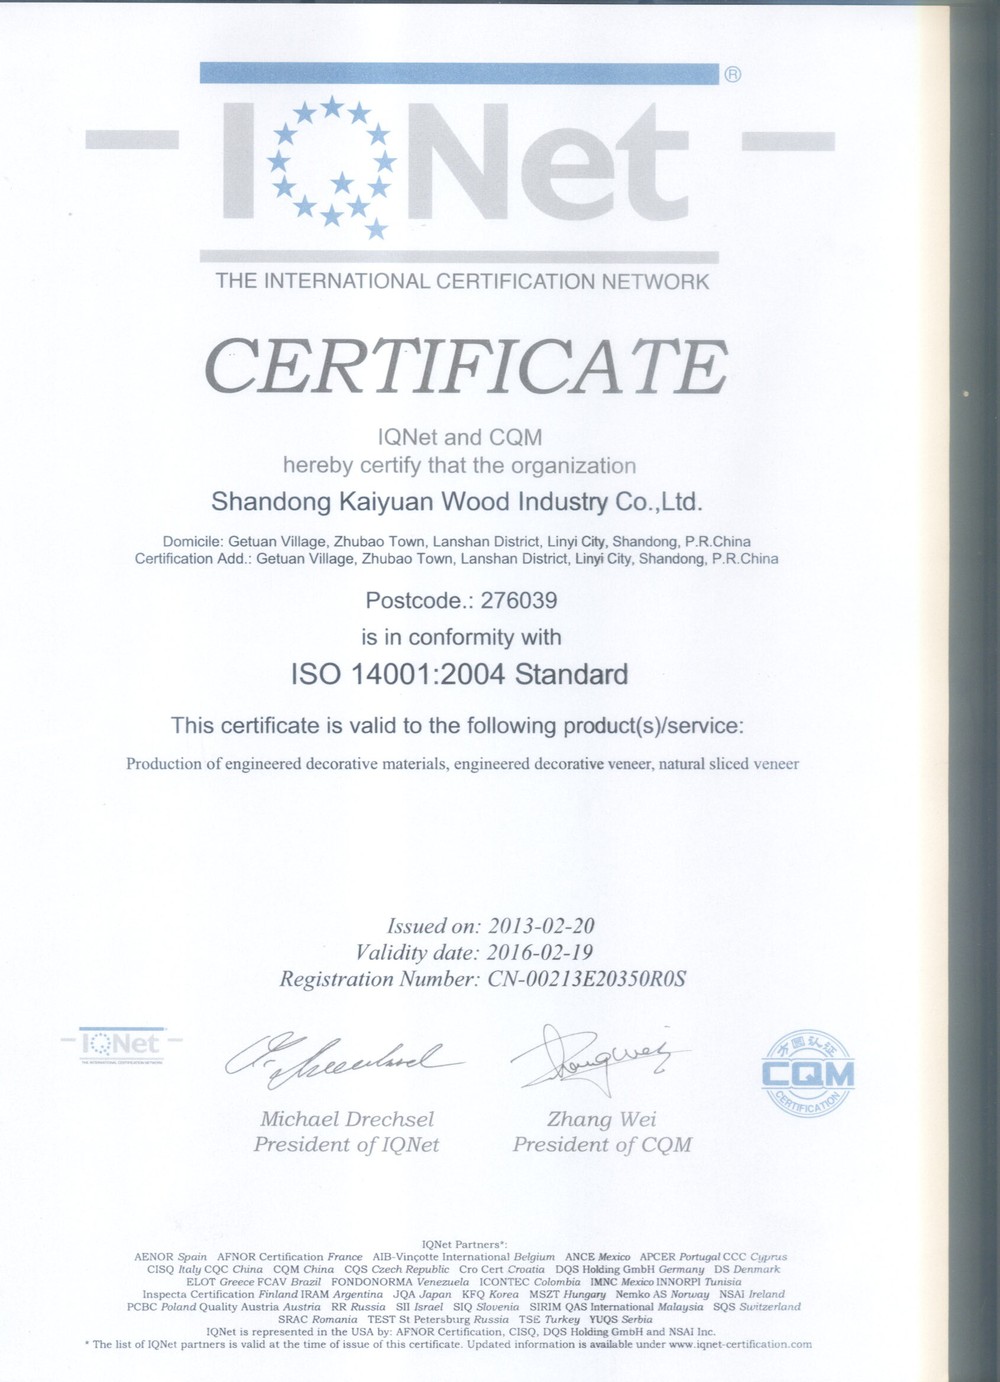 IQNet®
THE INTERNATIONAL CERTIFICATION NETWORK
CERTIFICATE
IQNet and CQM
hereby certify that the organization
Shandong Kaiyuan Wood Industry Co.,Ltd.
Domicile: Getuan Village, Zhubao Town, Lanshan District, Linyi City, Shandong, P.R.China
Certification Add.: Getuan Village, Zhubao Town, Lanshan District, Linyi City, Shandong, P.R.China
Postcode.: 276039
is in conformity with
ISO 14001:2004 Standard
This certificate is valid to the following product(s)/service:
Production of engineered decorative materials, engineered decorative veneer, natural sliced veneer
Issued on: 2013-02-20
Validity date: 2016-02-19
Registration Number: CN-00213E20350R0S
IQNet
THE INTERNATIONAL CERTIFICATION NETWORK
Zhang Wei
方圆认证
CQM
CERTIFICATION
Michael Drechsel Zhang Wei
President of IQNet President of CQM
IQNet Partners*:
AENOR Spain AFNOR Certification France AIB-Vinçotte International Belgium ANCE Mexico APCER Portugal CCC Cyprus
CISQ Italy CQC China CQM China CQS Czech Republic Cro Cert Croatia DQS Holding GmbH Germany DS Denmark
ELOT Greece FCAV Brazil FONDONORMA Venezuela ICONTEC Colombia IMNC Mexico INNORPI Tunisia
Inspecta Certification Finland IRAM Argentina JQA Japan KFQ Korea MSZT Hungary Nemko AS Norway NSAI Ireland
PCBC Poland Quality Austria Austria RR Russia SII Israel SIQ Slovenia SIRIM QAS International Malaysia SQS Switzerland
SRAC Romania TEST St Petersburg Russia TSE Turkey YUQS Serbia
IQNet is represented in the USA by: AFNOR Certification, CISQ, DQS Holding GmbH and NSAI Inc.
* The list of IQNet partners is valid at the time of issue of this certificate. Updated information is available under www.iqnet-certification.com